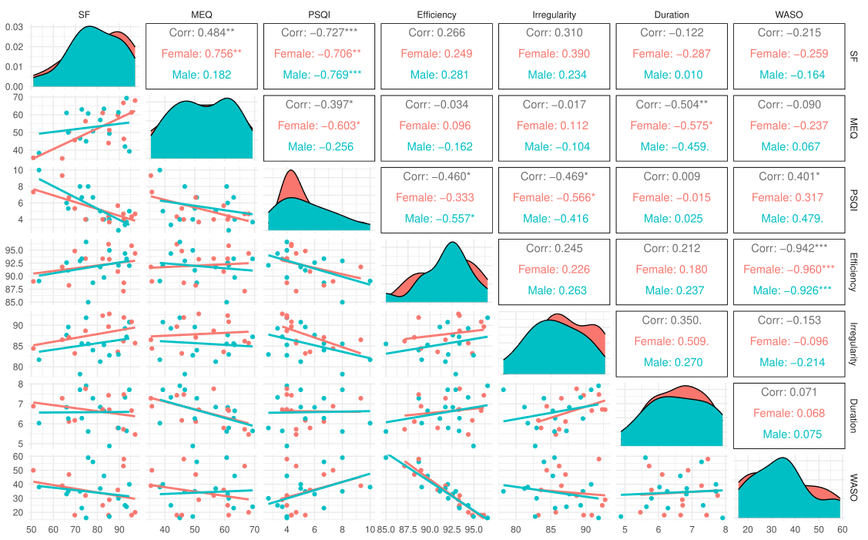 SF MEQ PSQI Efficiency Irregularity Duration WASO
0.03
0.02
0.01
0.00
Corr: 0.484**
Female: 0.756**
Male: 0.182
Corr: −0.727***
Female: −0.706**
Male: −0.769***
Corr: 0.266
Female: 0.249
Male: 0.281
Corr: 0.310
Female: 0.390
Male: 0.234
Corr: −0.122
Female: −0.287
Male: 0.010
Corr: −0.215
Female: −0.259
Male: −0.164
SF
70
60
50
40
Corr: −0.397*
Female: −0.603*
Male: −0.256
Corr: −0.034
Female: 0.096
Male: −0.162
Corr: −0.017
Female: 0.112
Male: −0.104
Corr: −0.504**
Female: −0.575*
Male: −0.459.
Corr: −0.090
Female: −0.237
Male: 0.067
MEQ
10
8
6
4
Corr: −0.460*
Female: −0.333
Male: −0.557*
Corr: −0.469*
Female: −0.566*
Male: −0.416
Corr: 0.009
Female: −0.015
Male: 0.025
Corr: 0.401*
Female: 0.317
Male: 0.479.
PSQI
95.0
92.5
90.0
87.5
85.0
Corr: 0.245
Female: 0.226
Male: 0.263
Corr: 0.212
Female: 0.180
Male: 0.237
Corr: −0.942***
Female: −0.960***
Male: −0.926***
Efficiency
90
85
80
Corr: 0.350.
Female: 0.509.
Male: 0.270
Corr: −0.153
Female: −0.096
Male: −0.214
Irregularity
8
7
6
5
Corr: 0.071
Female: 0.068
Male: 0.075
Duration
60
50
40
30
20
WASO
50 60 70 80 90 40 50 60 70 4 6 8 10 85.0 87.5 90.0 92.5 95.0 80 85 90 5 6 7 8 20 30 40 50 60